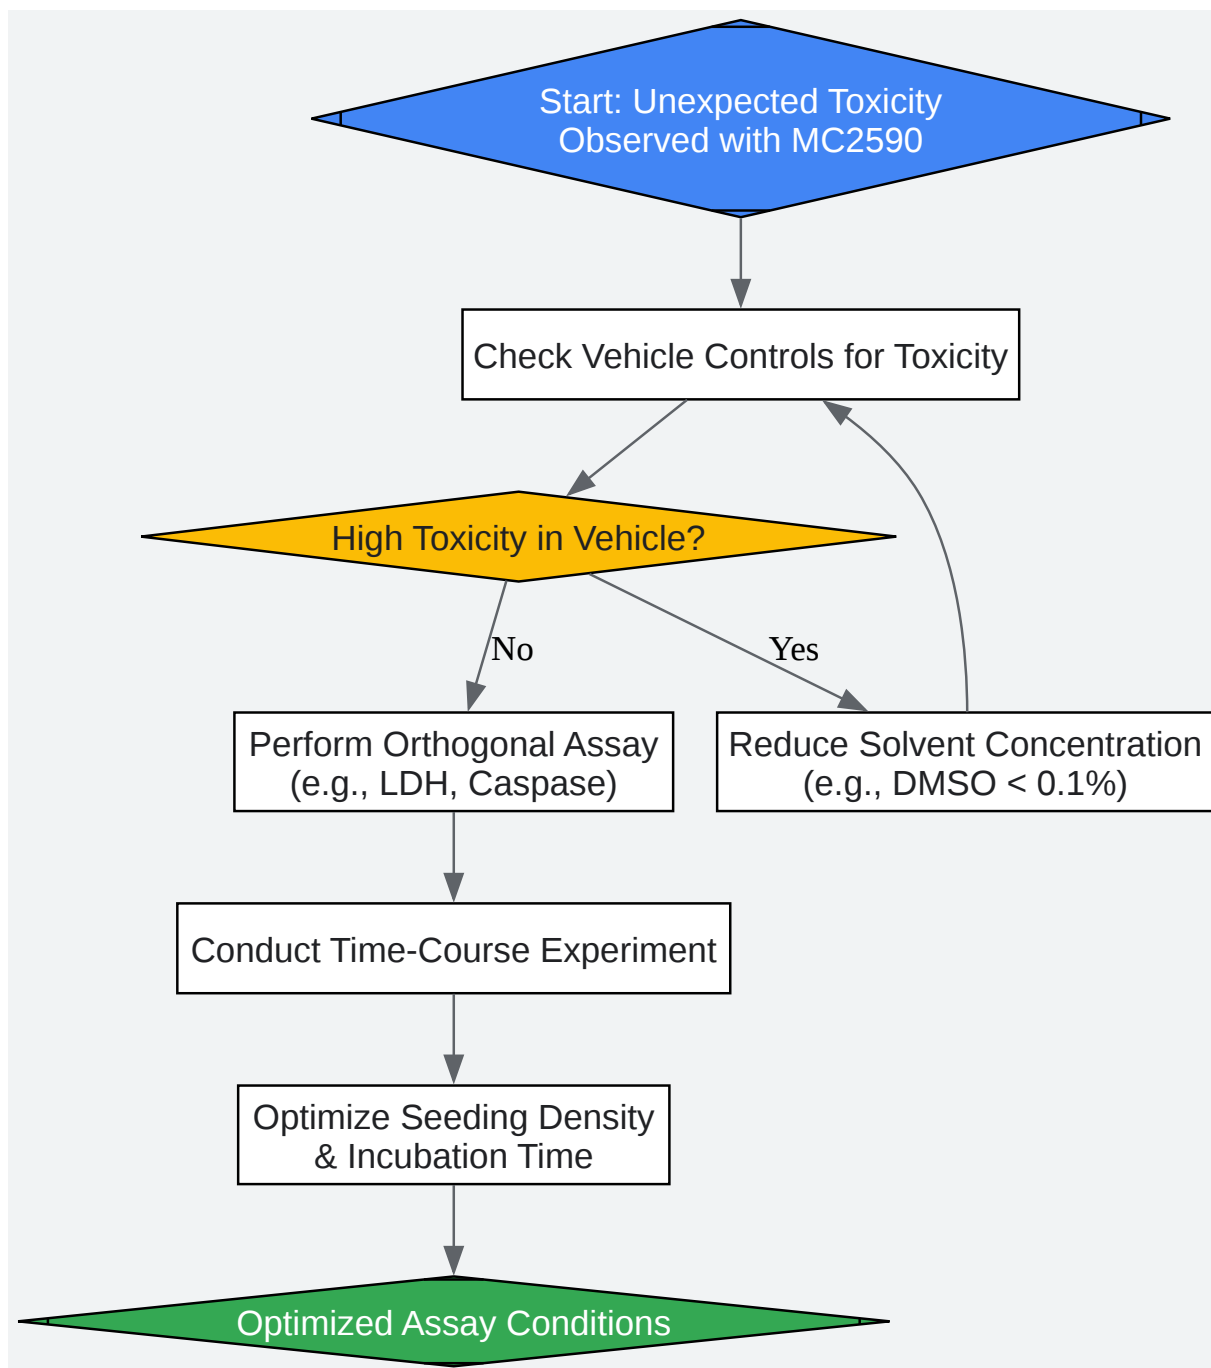 Start: Unexpected Toxicity
Observed with MC2590
Check Vehicle Controls for Toxicity
High Toxicity in Vehicle?
No
Yes
Perform Orthogonal Assay
(e.g., LDH, Caspase)
Reduce Solvent Concentration
(e.g., DMSO < 0.1%)
Conduct Time-Course Experiment
Optimize Seeding Density
& Incubation Time
Optimized Assay Conditions